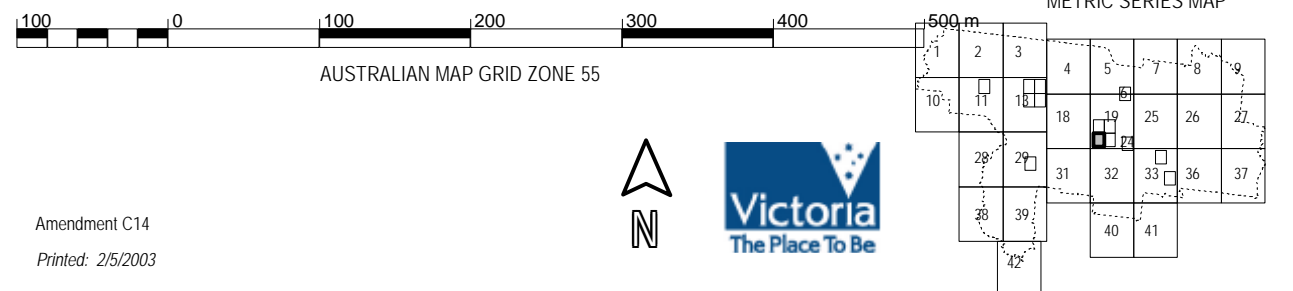 METRIC SERIES MAP
100 0 100 200 300 400 500 m
AUSTRALIAN MAP GRID ZONE 55
1 2 3
4 5 7 8 9
6
10 11 13
18 19 25 26 27
24
28 29
31 32 33 36 37
38 39
40 41
42
N
Victoria
The Place To Be
Amendment C14
Printed: 2/5/2003